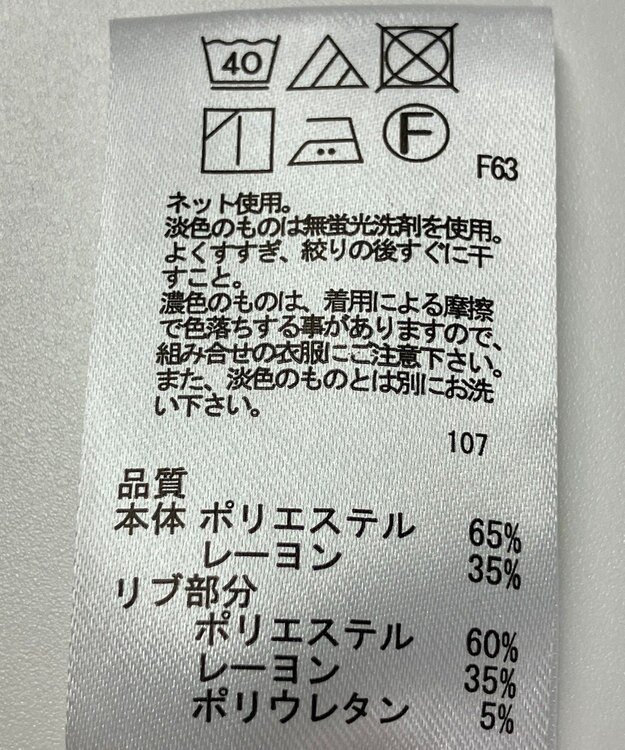 40
F
F63
ネット使用。
淡色のものは無蛍光洗剤を使用。
よくすすぎ、絞りの後すぐに干
すこと。
濃色のものは、着用による摩擦
で色落ちする事がありますので、
組み合せの衣服にご注意下さい。
また、淡色のものとは別にお洗
い下さい。
107
品質
本体 ポリエステル 65%
レーヨン 35%
リブ部分
ポリエステル 60%
レーヨン 35%
ポリウレタン 5%